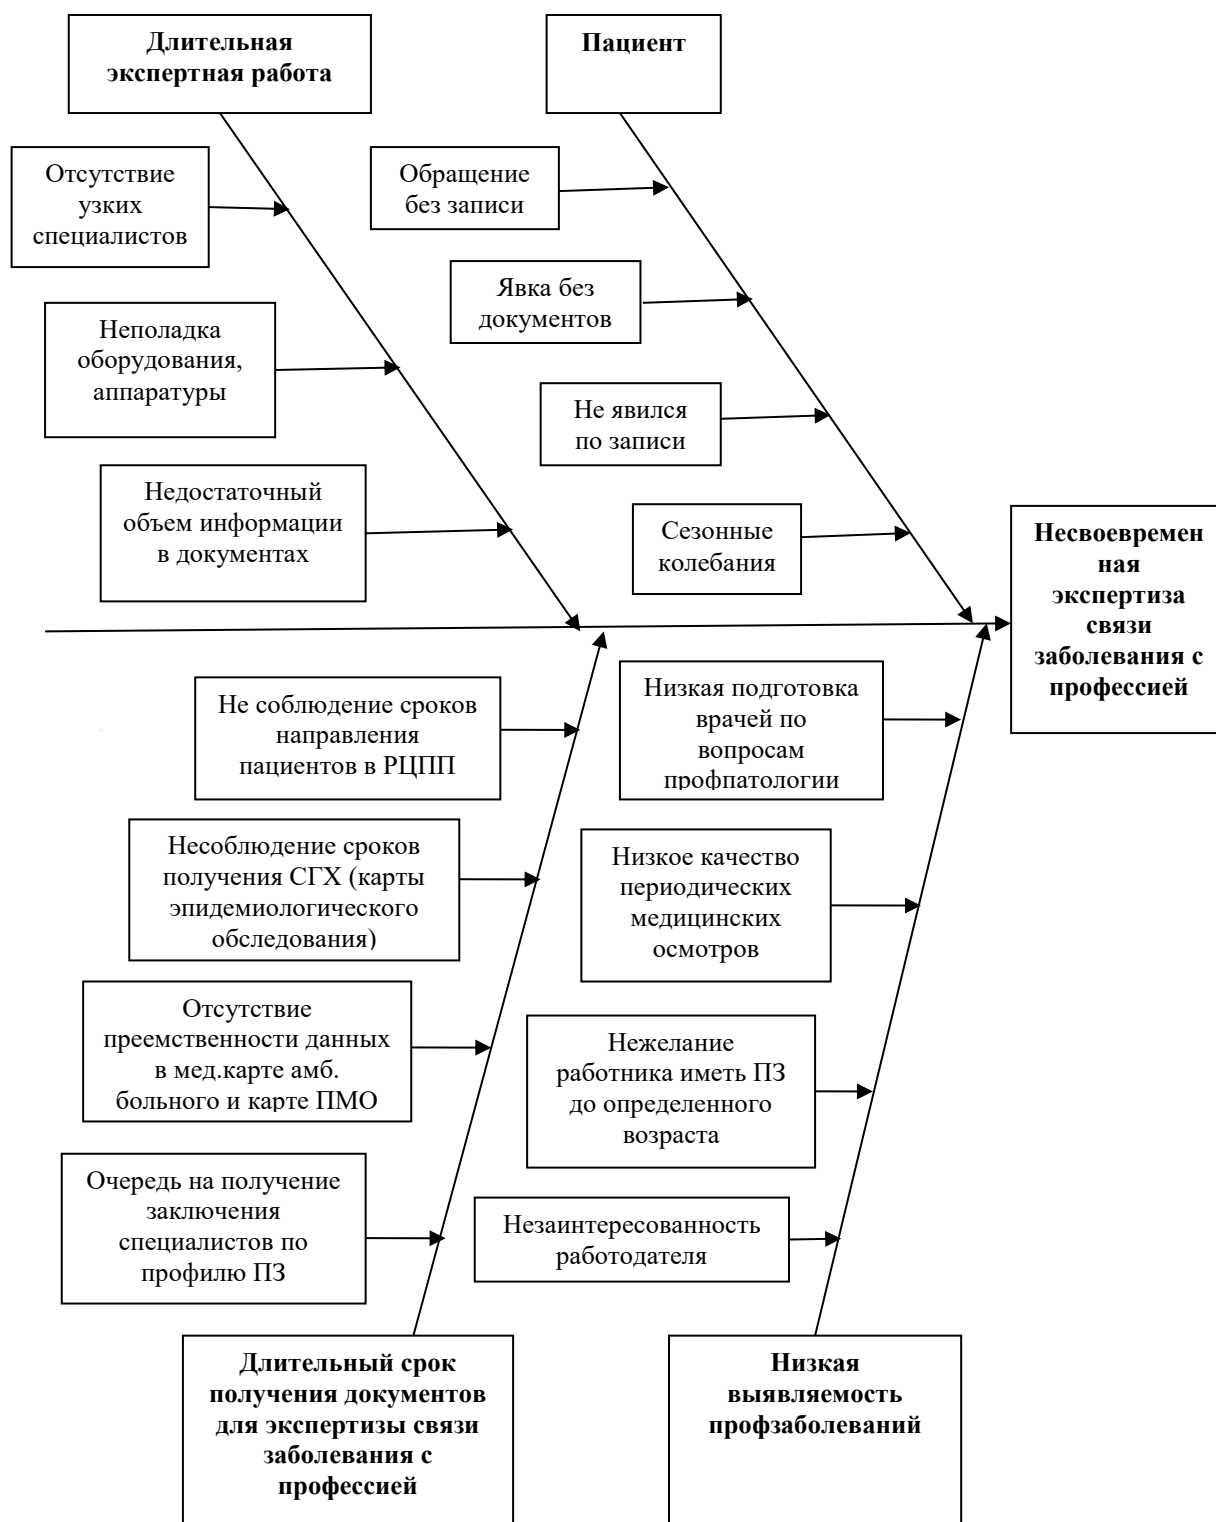 Длительная
экспертная работа
Пациент
Отсутствие
узких
специалистов
Обращение
без записи
Явка без
документов
Неполадка
оборудования,
аппаратуры
Не явился
по записи
Недостаточный
объем информации
в документах
Сезонные
колебания
Несвоевремен
ная
экспертиза
связи
заболевания с
профессией
Не соблюдение сроков
направления
пациентов в РЦПП
Низкая подготовка
врачей по
вопросам
профпатологии
Несоблюдение сроков
получения СГХ (карты
эпидемиологического
обследования)
Низкое качество
периодических
медицинских
осмотров
Отсутствие
преемственности данных
в мед.карте амб.
больного и карте ПМО
Нежелание
работника иметь ПЗ
до определенного
возраста
Очередь на получение
заключения
специалистов по
профилю ПЗ
Незаинтересованность
работодателя
Длительный срок
получения документов
для экспертизы связи
заболевания с
профессией
Низкая
выявляемость
профзаболеваний